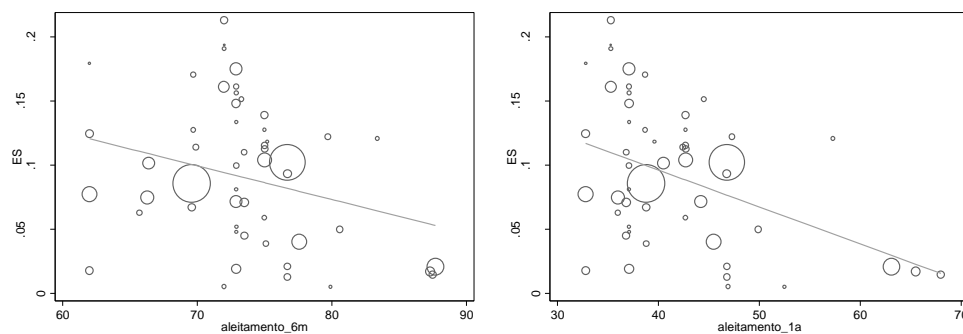 ES
0 .05 .1 .15 .2
60 70 80 90
aleitamento_6m
ES
0 .05 .1 .15 .2
30 40 50 60 70
aleitamento_1a